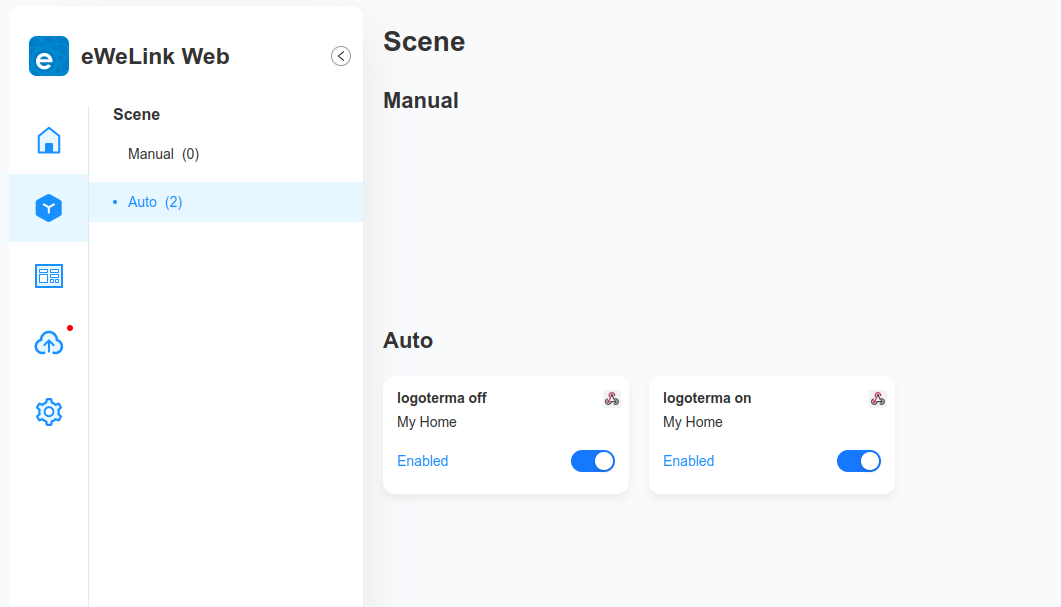 eWeLink Web
Scene
Manual (0)
Auto (2)
Scene
Manual
Auto
logoterma off
My Home
Enabled
logoterma on
My Home
Enabled